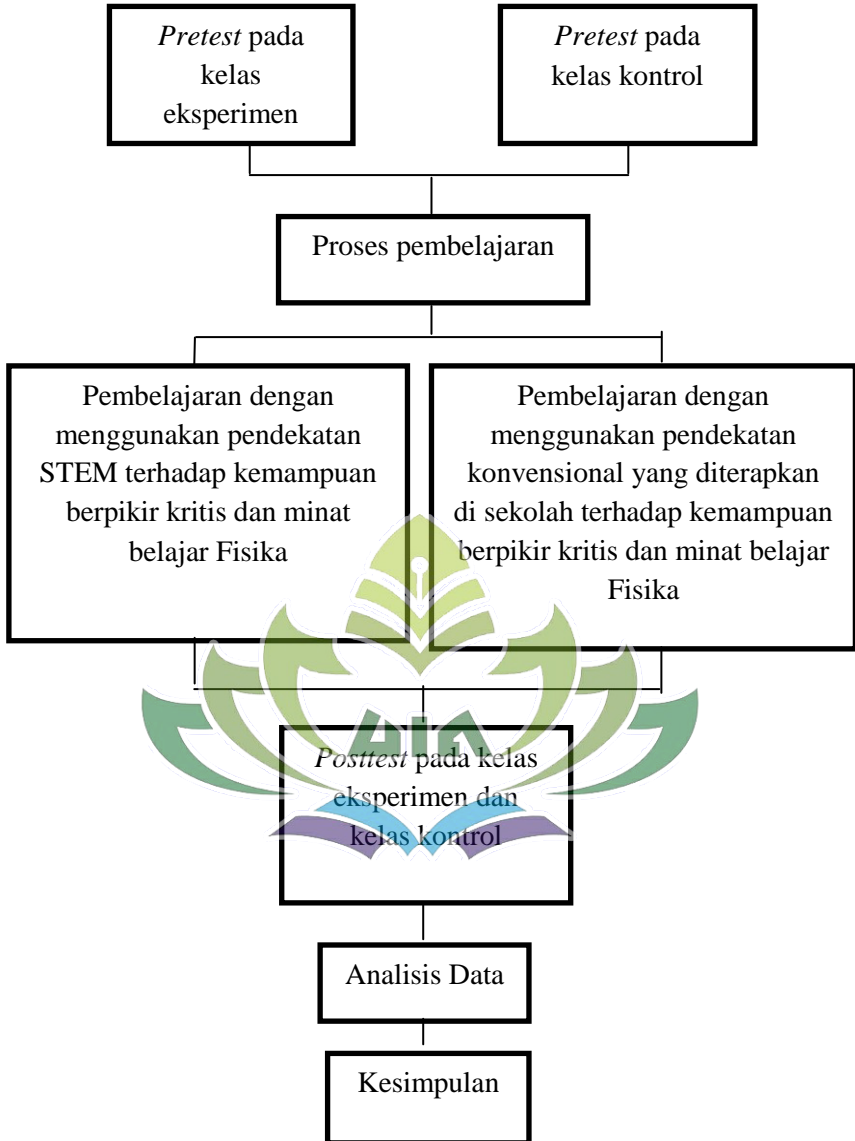 Pretest pada
kelas
eksperimen
Pretest pada
kelas kontrol
Proses pembelajaran
Pembelajaran dengan
menggunakan pendekatan
STEM terhadap kemampuan
berpikir kritis dan minat
belajar Fisika
Pembelajaran dengan
menggunakan pendekatan
konvensional yang diterapkan
di sekolah terhadap kemampuan
berpikir kritis dan minat belajar
Fisika
UIN
Posttest pada kelas
eksperimen dan
kelas kontrol
Analisis Data
Kesimpulan